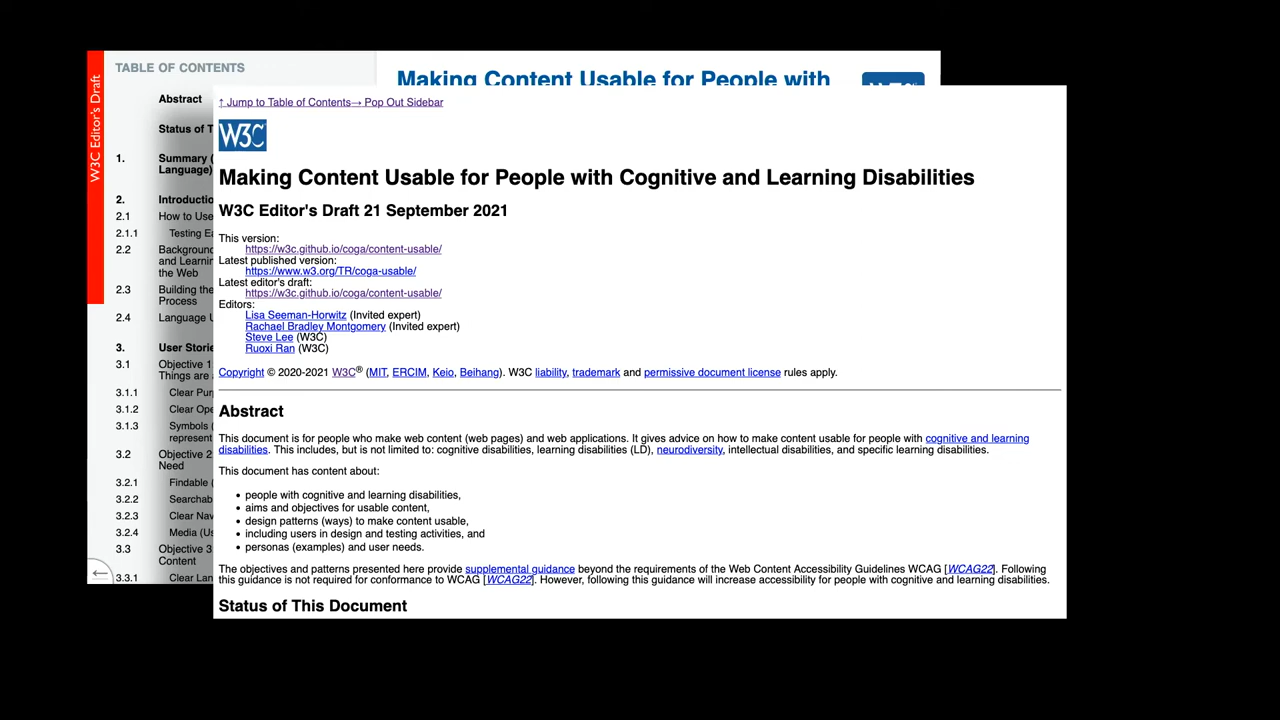 TABLE OF CONTENTS
W3C Editor's Draft
Abstract
Status of T
1. Summary (
Language)
2. Introductio
2.1 How to Use
2.1.1 Testing Ea
2.2 Background
and Learnin
the Web
2.3 Building the
Process
2.4 Language U
3. User Storie
3.1 Objective 1
Things are
3.1.1 Clear Pur
3.1.2 Clear Ope
3.1.3 Symbols (
represent
3.2 Objective 2
Need
3.2.1 Findable (
3.2.2 Searchab
3.2.3 Clear Nav
3.2.4 Media (Us
3.3 Objective 3
Content
3.3.1 Clear Lan
←
Making Content Usable for People with
↑ Jump to Table of Contents→ Pop Out Sidebar
W3C
Making Content Usable for People with Cognitive and Learning Disabilities
W3C Editor's Draft 21 September 2021
This version:
https://w3c.github.io/coga/content-usable/
Latest published version:
https://www.w3.org/TR/coga-usable/
Latest editor's draft:
https://w3c.github.io/coga/content-usable/
Editors:
Lisa Seeman-Horwitz (Invited expert)
Rachael Bradley Montgomery (Invited expert)
Steve Lee (W3C)
Ruoxi Ran (W3C)
Copyright © 2020-2021 W3C® (MIT, ERCIM, Keio, Beihang). W3C liability, trademark and permissive document license rules apply.
Abstract
This document is for people who make web content (web pages) and web applications. It gives advice on how to make content usable for people with cognitive and learning
disabilities. This includes, but is not limited to: cognitive disabilities, learning disabilities (LD), neurodiversity, intellectual disabilities, and specific learning disabilities.
This document has content about:
• people with cognitive and learning disabilities,
• aims and objectives for usable content,
• design patterns (ways) to make content usable,
• including users in design and testing activities, and
• personas (examples) and user needs.
The objectives and patterns presented here provide supplemental guidance beyond the requirements of the Web Content Accessibility Guidelines WCAG [WCAG22]. Following
this guidance is not required for conformance to WCAG [WCAG22]. However, following this guidance will increase accessibility for people with cognitive and learning disabilities.
Status of This Document